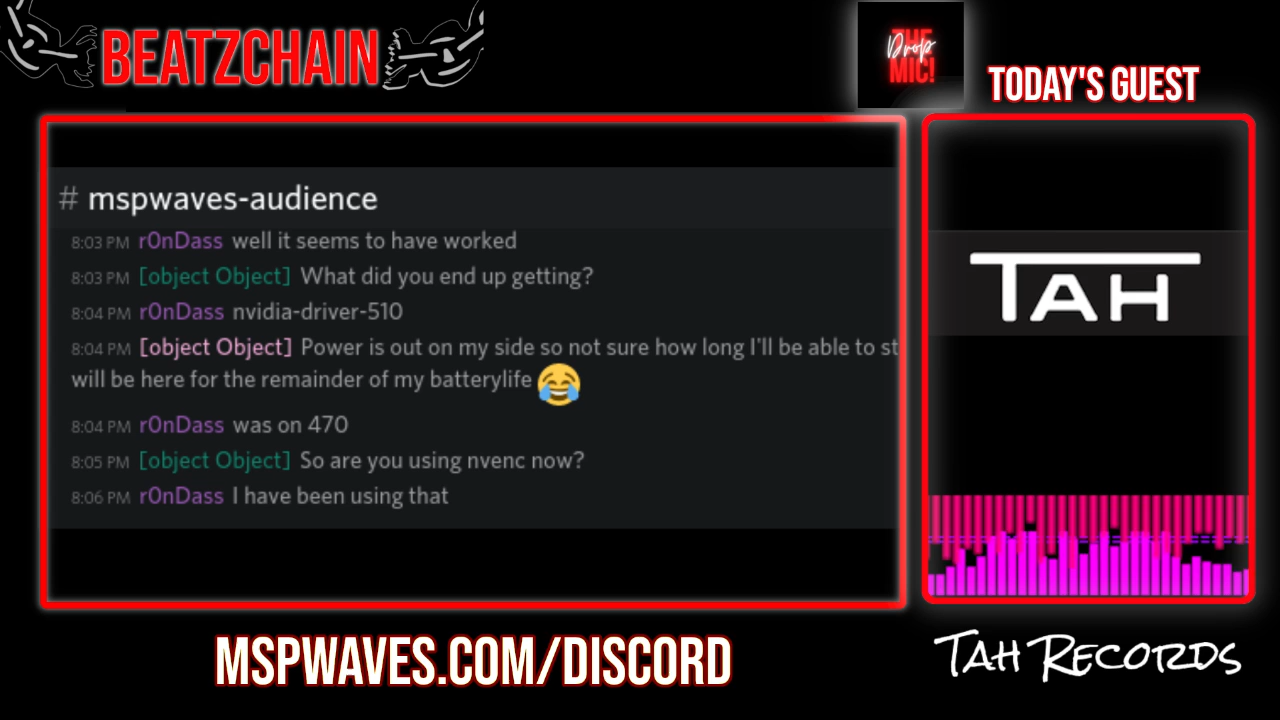 BEATZCHAIN
THE
Drop
MIC!
TODAY'S GUEST
# mspwaves-audience
8:03 PM r0nDass well it seems to have worked
8:03 PM [object Object] What did you end up getting?
8:04 PM r0nDass nvidia-driver-510
8:04 PM [object Object] Power is out on my side so not sure how long I'll be able to st
will be here for the remainder of my batterylife 😂
8:04 PM r0nDass was on 470
8:05 PM [object Object] So are you using nvenc now?
8:06 PM r0nDass I have been using that
TAH
MSPWAVES.COM/DISCORD
TAH RECORDS